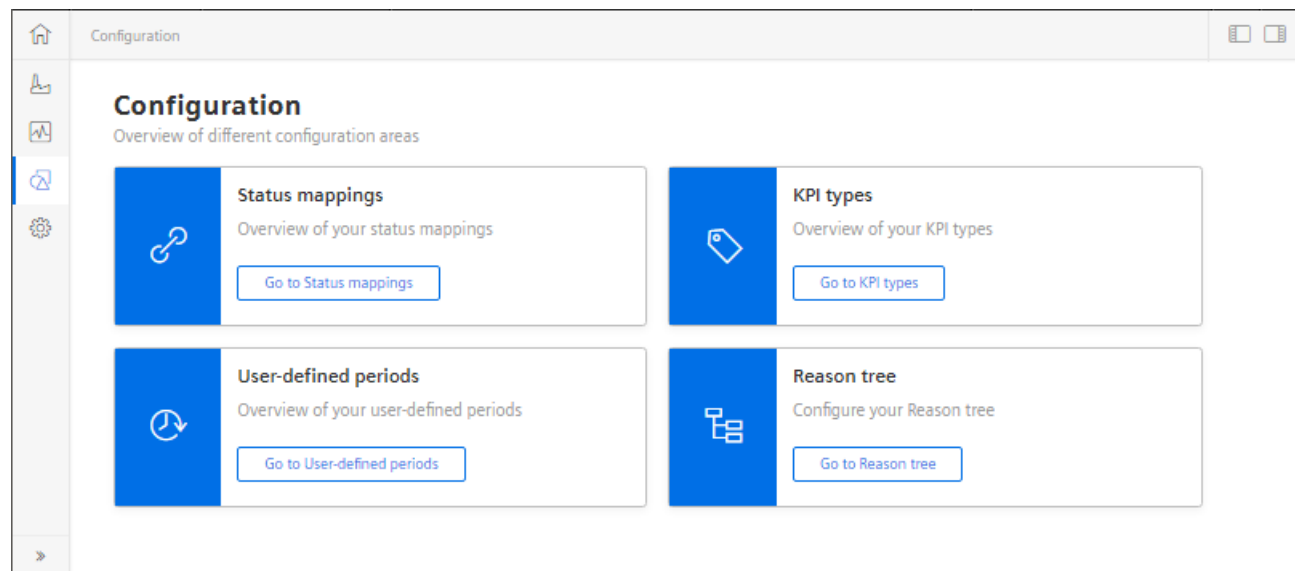 Configuration
Configuration
Overview of different configuration areas
Status mappings
Overview of your status mappings
Go to Status mappings
KPI types
Overview of your KPI types
Go to KPI types
User-defined periods
Overview of your user-defined periods
Go to User-defined periods
Reason tree
Configure your Reason tree
Go to Reason tree